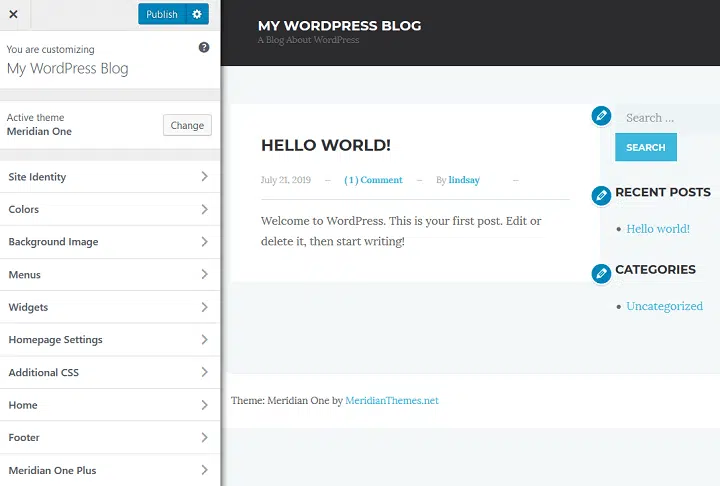 Publish
You are customizing
My WordPress Blog
Active theme
Meridian One
Change
Site Identity
Colors
Background Image
Menus
Widgets
Homepage Settings
Additional CSS
Home
Footer
Meridian One Plus
MY WORDPRESS BLOG
A Blog About WordPress
HELLO WORLD!
July 21, 2019 — ( 1 ) Comment — By lindsay —
Welcome to WordPress. This is your first post. Edit or
delete it, then start writing!
Search ...
SEARCH
RECENT POSTS
Hello world!
CATEGORIES
Uncategorized
Theme: Meridian One by MeridianThemes.net